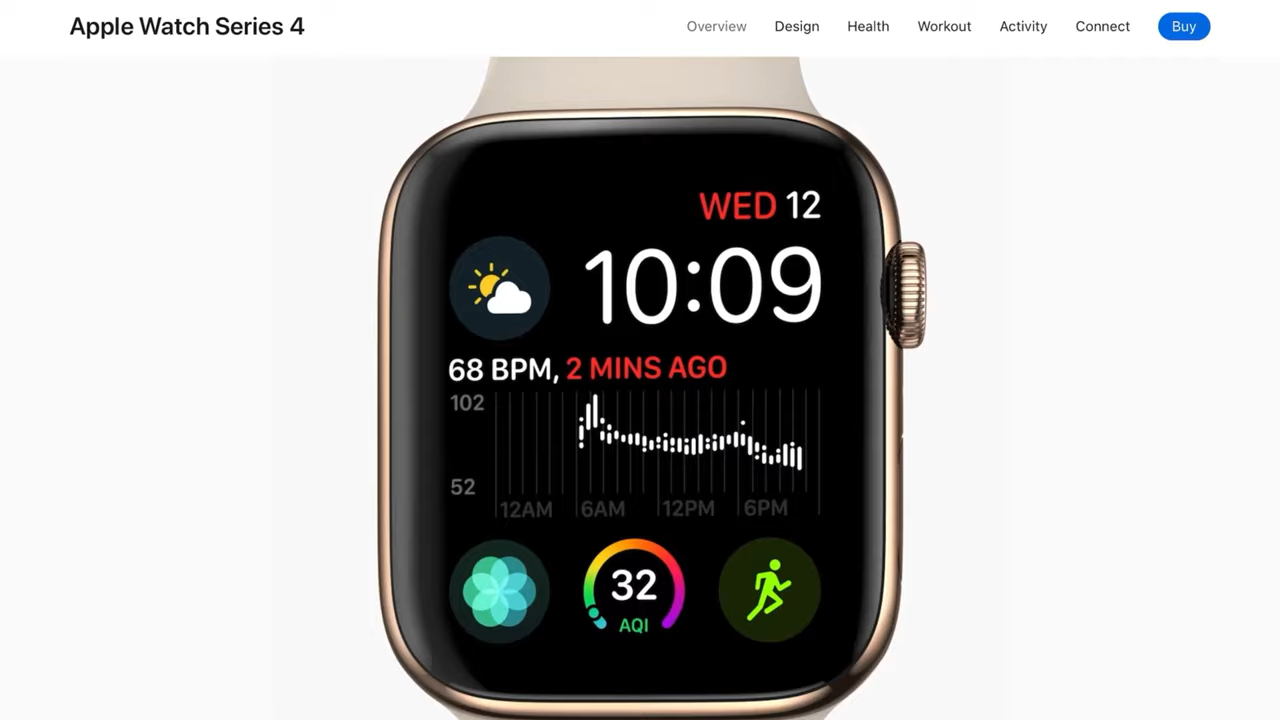 Apple Watch Series 4
Overview Design Health Workout Activity Connect Buy
WED 12
10:09
68 BPM, 2 MINS AGO
102
52
12AM 6AM 12PM 6PM
32
AQI